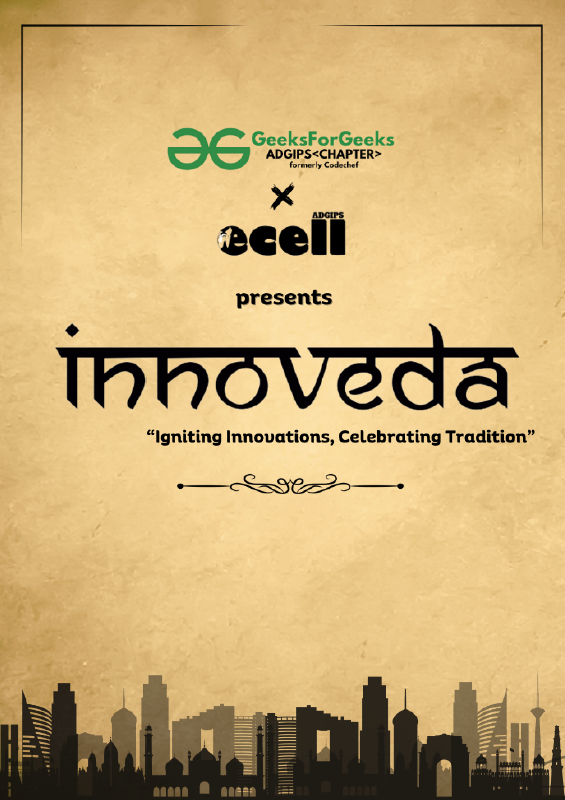 GeeksForGeeks
ADGIPS<CHAPTER>
formerly Codechef
ADGIPS
ecell
presents
innoveda
“Igniting Innovations, Celebrating Tradition”